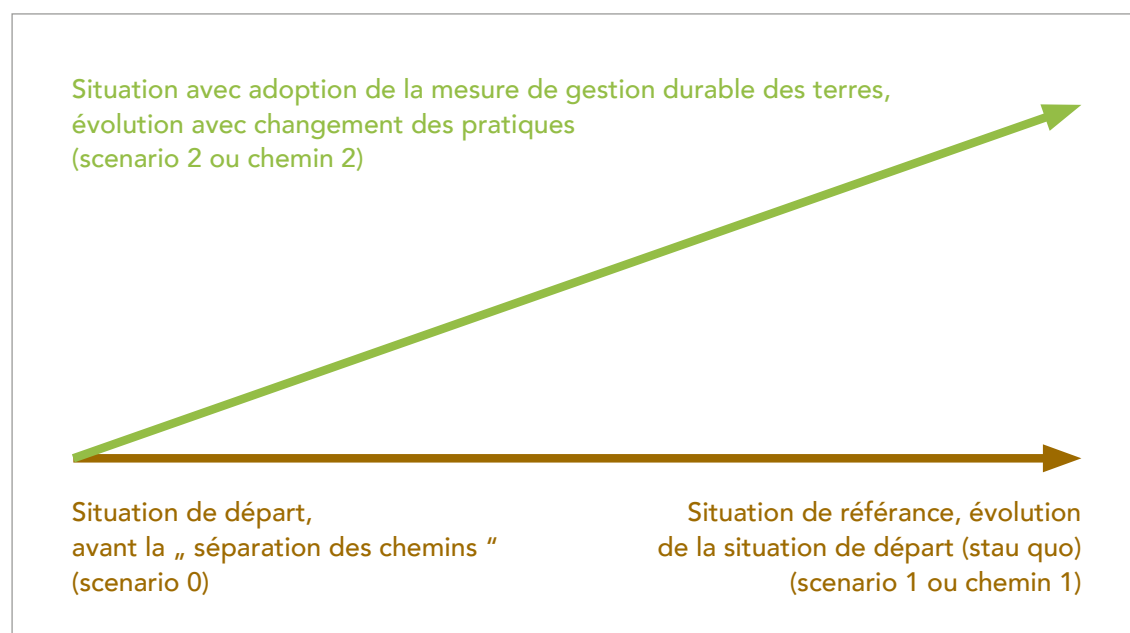 Situation avec adoption de la mesure de gestion durable des terres,
évolution avec changement des pratiques
(scenario 2 ou chemin 2)
Situation de départ,
avant la „ séparation des chemins “
(scenario 0)
Situation de référance, évolution
de la situation de départ (stau quo)
(scenario 1 ou chemin 1)